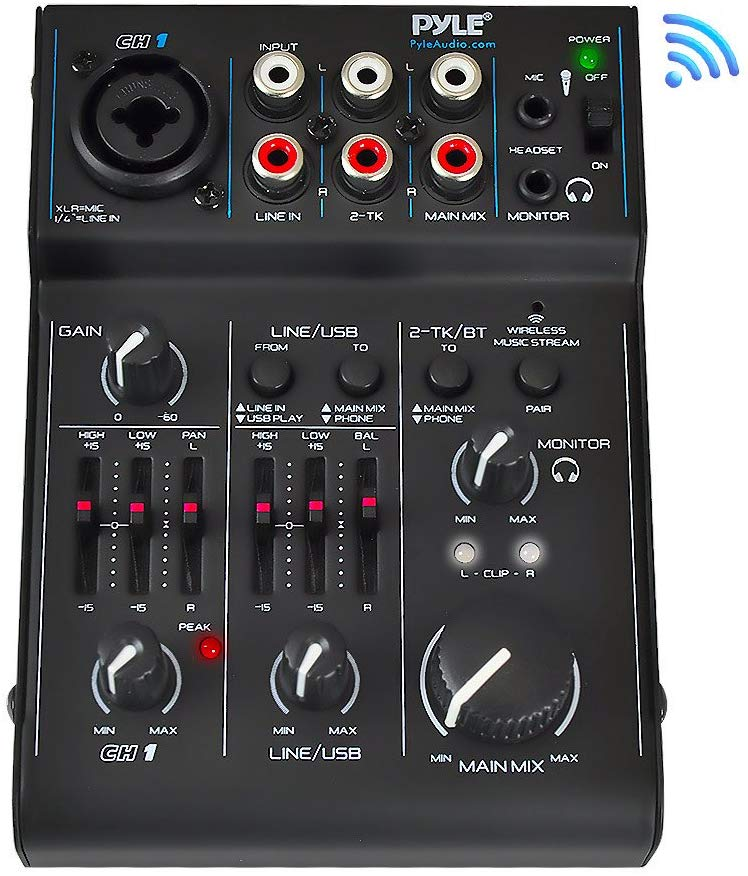 CH 1
PYLE®
PyleAudio.com
INPUT
L
L
POWER
OFF
MIC
HEADSET
ON
XLR=MIC
1/4"=LINE IN
LINE IN
R
2-TK
R
MAIN MIX
MONITOR
GAIN
0
-60
LINE/USB
FROM
TO
▲LINE IN
▼USB PLAY
▲MAIN MIX
▼PHONE
2-TK/BT
TO
▲MAIN MIX
▼PHONE
WIRELESS
MUSIC STREAM
PAIR
HIGH
+15
LOW
+15
PAN
L
0
-15
-15
R
HIGH
+15
LOW
+15
BAL
L
0
-15
-15
R
MONITOR
MIN
MAX
L - CLIP - R
PEAK
MIN
MAX
CH 1
MIN
MAX
LINE/USB
MIN
MAX
MAIN MIX